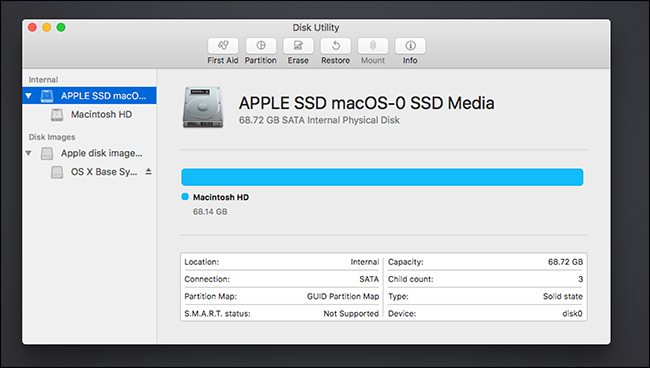 Disk Utility
First Aid Partition Erase Restore Mount Info
Internal
APPLE SSD macO...
Macintosh HD
Disk Images
Apple disk image...
OS X Base Sy...
APPLE SSD macOS-0 SSD Media
68.72 GB SATA Internal Physical Disk
Macintosh HD
68.14 GB
Location: Internal
Connection: SATA
Partition Map: GUID Partition Map
S.M.A.R.T. status: Not Supported
Capacity: 68.72 GB
Child count: 3
Type: Solid state
Device: disk0